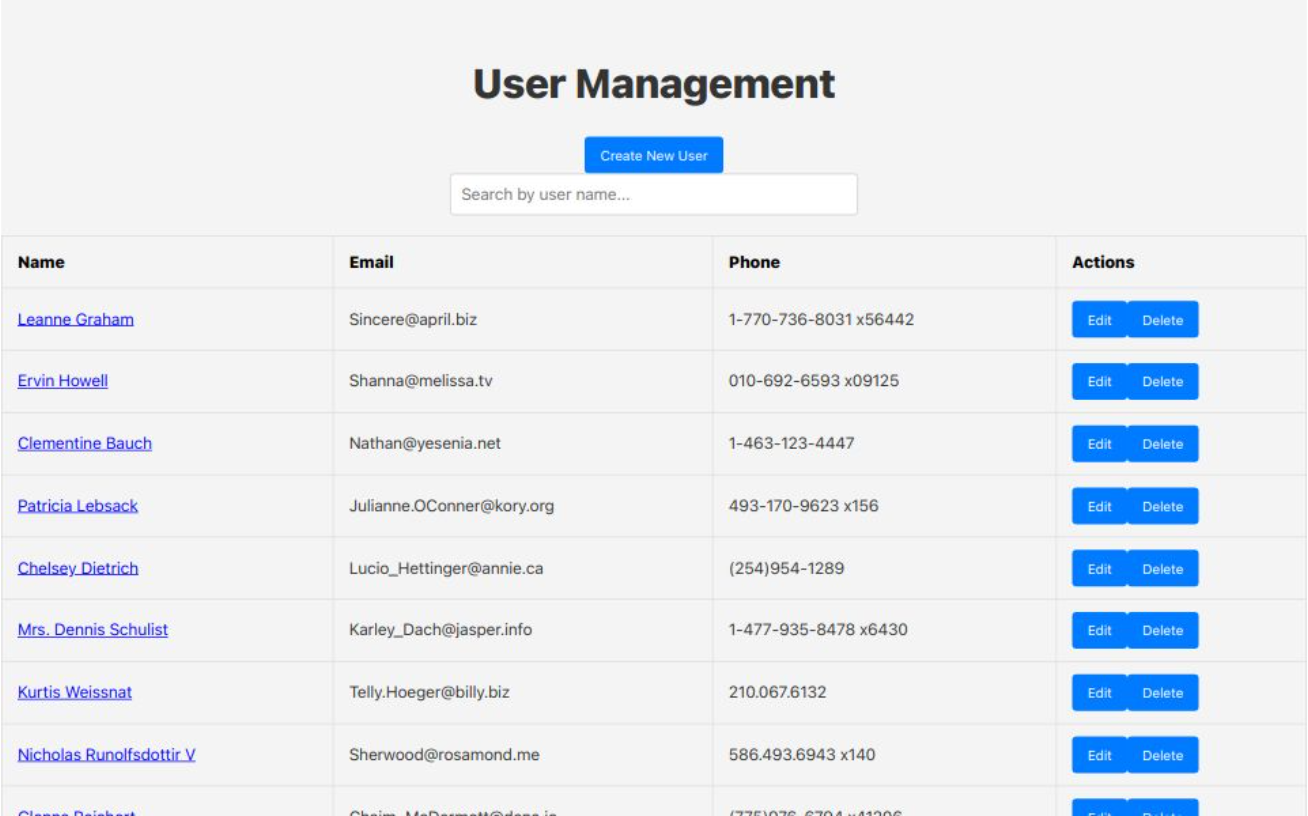 User Management
Create New User
Search by user name...
Name Email Phone Actions
Leanne Graham Sincere@april.biz 1-770-736-8031 x56442 Edit Delete
Ervin Howell Shanna@melissa.tv 010-692-6593 x09125 Edit Delete
Clementine Bauch Nathan@yesenia.net 1-463-123-4447 Edit Delete
Patricia Lebsack Julianne.OConner@kory.org 493-170-9623 x156 Edit Delete
Chelsey Dietrich Lucio_Hettinger@annie.ca (254)954-1289 Edit Delete
Mrs. Dennis Schulist Karley_Dach@jasper.info 1-477-935-8478 x6430 Edit Delete
Kurtis Weissnat Telly.Hoeger@billy.biz 210.067.6132 Edit Delete
Nicholas Runolfsdottir V Sherwood@rosamond.me 586.493.6943 x140 Edit Delete